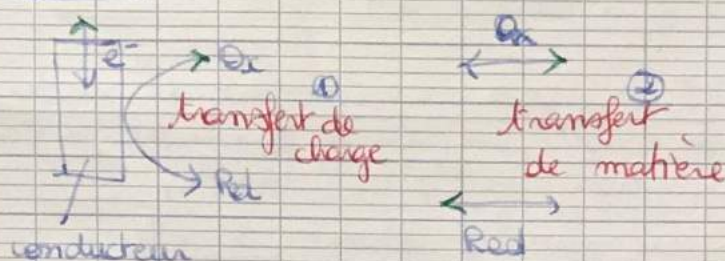 e⁻
Ox
①
transfert de
charge
Red
conducteur
Ox
②
transfert
de matière
Red